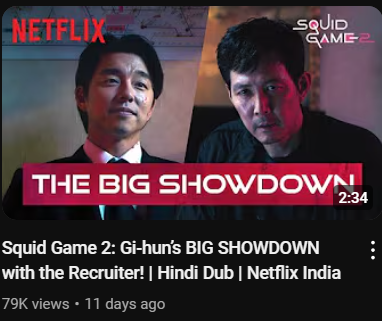 NETFLIX
SQUID
GAME 2
THE BIG SHOWDOWN
2:34
Squid Game 2: Gi-hun's BIG SHOWDOWN
with the Recruiter! | Hindi Dub | Netflix India
79K views • 11 days ago